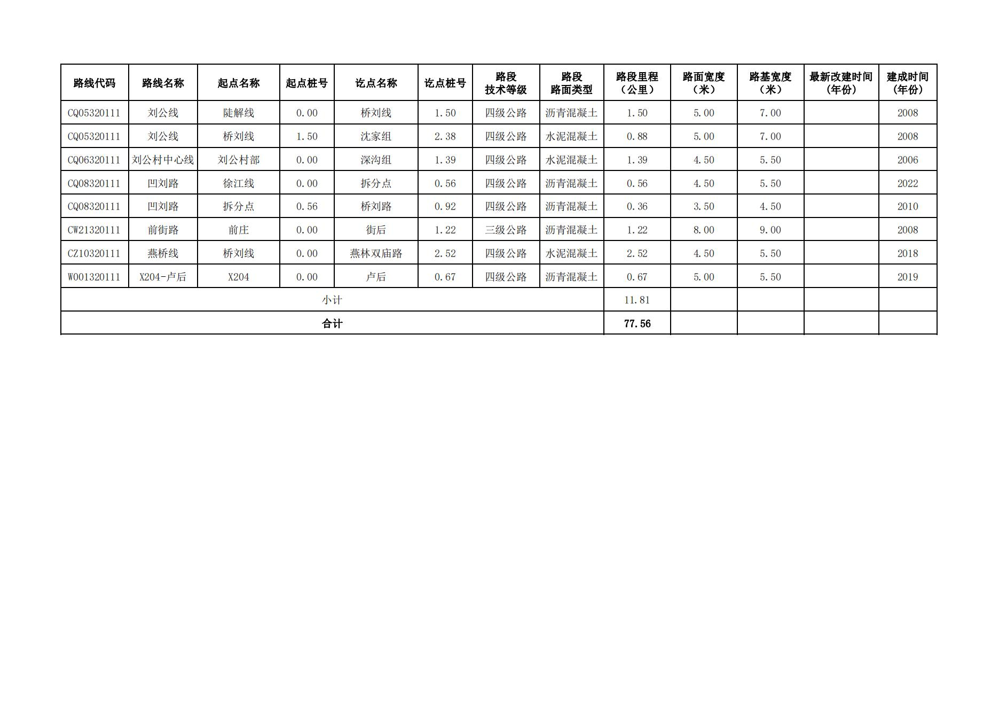 路线代码 路线名称 起点名称 起点桩号 讫点名称 讫点桩号 路段技术等级 路段路面类型 路段里程（公里） 路面宽度（米） 路基宽度（米） 最新改建时间(年份) 建成时间(年份)
CQ05320111 刘公线 陡解线 0.00 桥刘线 1.50 四级公路 沥青混凝土 1.50 5.00 7.00 2008
CQ05320111 刘公线 桥刘线 1.50 沈家组 2.38 四级公路 水泥混凝土 0.88 5.00 7.00 2008
CQ06320111 刘公村中心线 刘公村部 0.00 深沟组 1.39 四级公路 水泥混凝土 1.39 4.50 5.50 2006
CQ08320111 凹刘路 徐江线 0.00 拆分点 0.56 四级公路 沥青混凝土 0.56 4.50 5.50 2022
CQ08320111 凹刘路 拆分点 0.56 桥刘路 0.92 四级公路 沥青混凝土 0.36 3.50 4.50 2010
CW21320111 前街路 前庄 0.00 街后 1.22 三级公路 沥青混凝土 1.22 8.00 9.00 2008
CZ10320111 燕桥线 桥刘线 0.00 燕林双庙路 2.52 四级公路 水泥混凝土 2.52 4.50 5.50 2018
W001320111 X204-卢后 X204 0.00 卢后 0.67 四级公路 沥青混凝土 0.67 5.00 5.50 2019
小计 11.81
合计 77.56